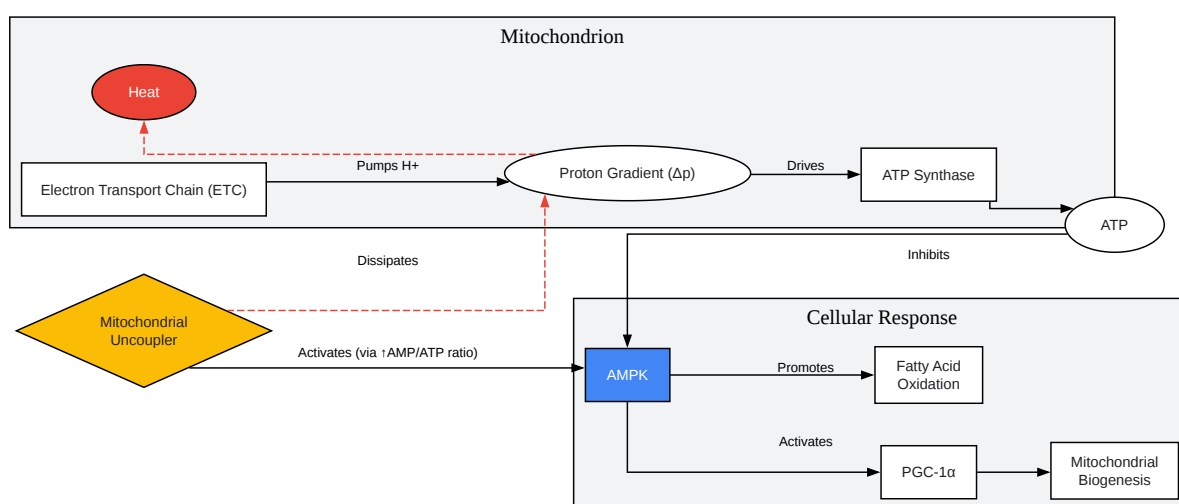 Mitochondrion
Heat
Pumps H+
Electron Transport Chain (ETC)
Proton Gradient (Δp)
Drives
ATP Synthase
ATP
Dissipates
Inhibits
Mitochondrial
Uncoupler
Activates (via ↑AMP/ATP ratio)
Cellular Response
AMPK
Promotes
Fatty Acid
Oxidation
Activates
PGC-1α
Mitochondrial
Biogenesis